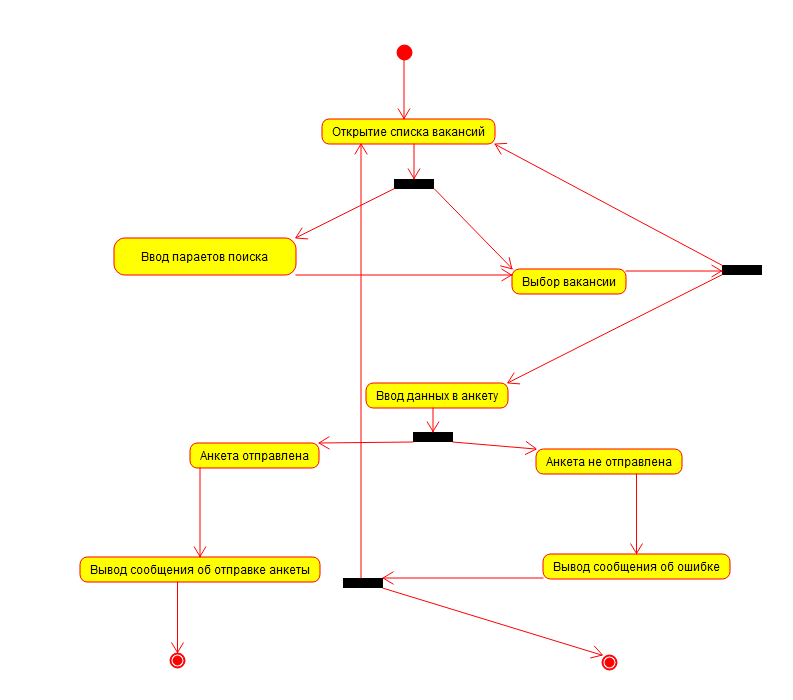 Открытие списка вакансий
Ввод параетов поиска
Выбор вакансии
Ввод данных в анкету
Анкета отправлена
Анкета не отправлена
Вывод сообщения об отправке анкеты
Вывод сообщения об ошибке